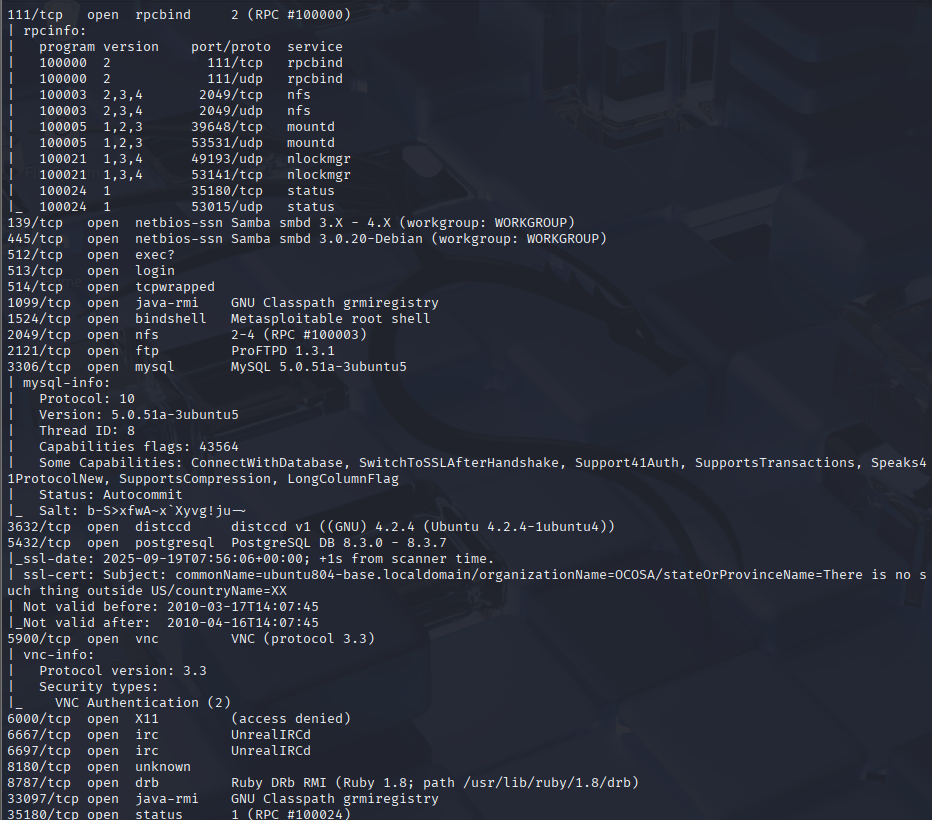 111/tcp   open  rpcbind     2 (RPC #100000)
| rpcinfo:
|   program version    port/proto  service
|   100000  2            111/tcp  rpcbind
|   100000  2            111/udp  rpcbind
|   100003  2,3,4       2049/tcp  nfs
|   100003  2,3,4       2049/udp  nfs
|   100005  1,2,3      39648/tcp  mountd
|   100005  1,2,3      53531/udp  mountd
|   100021  1,3,4      49193/udp  nlockmgr
|   100021  1,3,4      53141/tcp  nlockmgr
|   100024  1          35180/tcp  status
|_  100024  1          53015/udp  status
139/tcp   open  netbios-ssn Samba smbd 3.X - 4.X (workgroup: WORKGROUP)
445/tcp   open  netbios-ssn Samba smbd 3.0.20-Debian (workgroup: WORKGROUP)
512/tcp   open  exec?
513/tcp   open  login
514/tcp   open  tcpwrapped
1099/tcp  open  java-rmi    GNU Classpath grmiregistry
1524/tcp  open  bindshell   Metasploitable root shell
2049/tcp  open  nfs         2-4 (RPC #100003)
2121/tcp  open  ftp         ProFTPD 1.3.1
3306/tcp  open  mysql       MySQL 5.0.51a-3ubuntu5
| mysql-info:
|   Protocol: 10
|   Version: 5.0.51a-3ubuntu5
|   Thread ID: 8
|   Capabilities flags: 43564
|   Some Capabilities: ConnectWithDatabase, SwitchToSSLAfterHandshake, Support41Auth, SupportsTransactions, Speaks4
1ProtocolNew, SupportsCompression, LongColumnFlag
|   Status: Autocommit
|_  Salt: b-S>xfwA~x`Xyvg!ju~~
3632/tcp  open  distccd     distccd v1 ((GNU) 4.2.4 (Ubuntu 4.2.4-1ubuntu4))
5432/tcp  open  postgresql  PostgreSQL DB 8.3.0 - 8.3.7
|_ssl-date: 2025-09-19T07:56:06+00:00; +1s from scanner time.
| ssl-cert: Subject: commonName=ubuntu804-base.localdomain/organizationName=OCOSA/stateOrProvinceName=There is no s
uch thing outside US/countryName=XX
| Not valid before: 2010-03-17T14:07:45
|_Not valid after:  2010-04-16T14:07:45
5900/tcp  open  vnc         VNC (protocol 3.3)
| vnc-info:
|   Protocol version: 3.3
|   Security types:
|_    VNC Authentication (2)
6000/tcp  open  X11         (access denied)
6667/tcp  open  irc         UnrealIRCd
6697/tcp  open  irc         UnrealIRCd
8180/tcp  open  unknown
8787/tcp  open  drb         Ruby DRb RMI (Ruby 1.8; path /usr/lib/ruby/1.8/drb)
33097/tcp open  java-rmi    GNU Classpath grmiregistry
35180/tcp open  status      1 (RPC #100024)